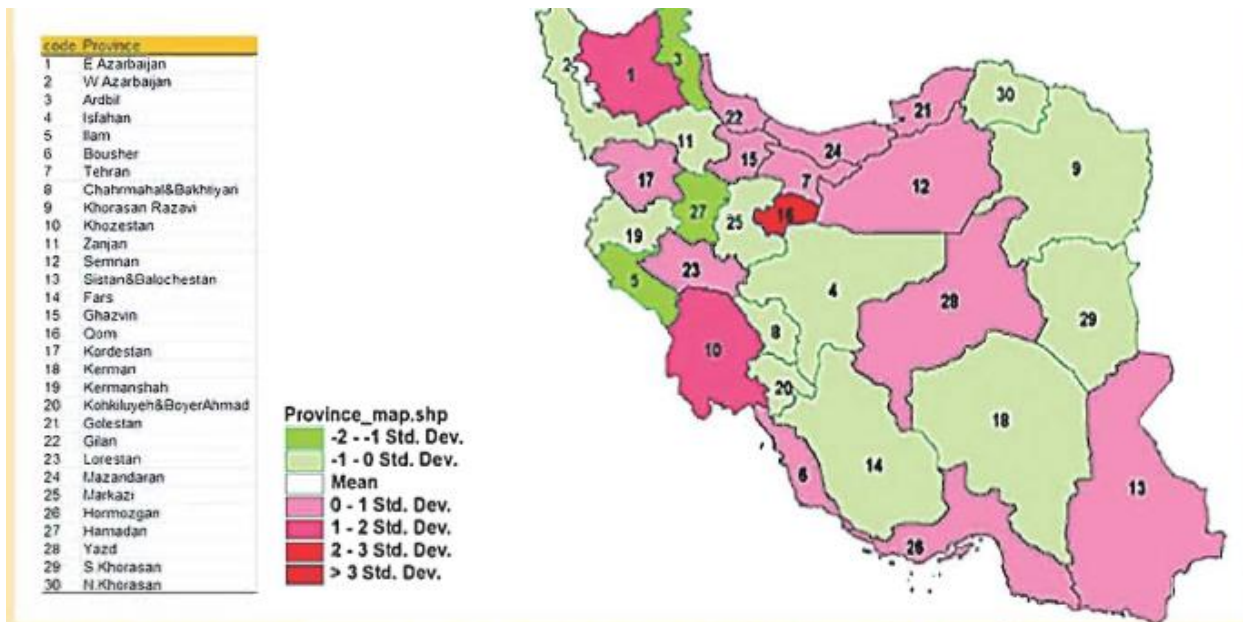 code Province
1 E Azarbaijan
2 W Azarbaijan
3 Ardbil
4 Isfahan
5 Ilam
6 Bousher
7 Tehran
8 Chahrmahal&Bakhtiyari
9 Khorasan Razavi
10 Khozestan
11 Zanjan
12 Semnan
13 Sistan&Balochestan
14 Fars
15 Ghazvin
16 Qom
17 Kordestan
18 Kerman
19 Kermanshah
20 Kohkiluyeh&BoyerAhmad
21 Golestan
22 Gilan
23 Lorestan
24 Mazandaran
25 Markazi
26 Hormozgan
27 Hamadan
28 Yazd
29 S.Khorasan
30 N.Khorasan
Province_map.shp
-2 - -1 Std. Dev.
-1 - 0 Std. Dev.
Mean
0 - 1 Std. Dev.
1 - 2 Std. Dev.
2 - 3 Std. Dev.
> 3 Std. Dev.
2
1
3
22
21
30
11
15
24
17
7
12
9
27
25
16
19
23
5
4
28
29
8
10
20
18
6
14
13
26